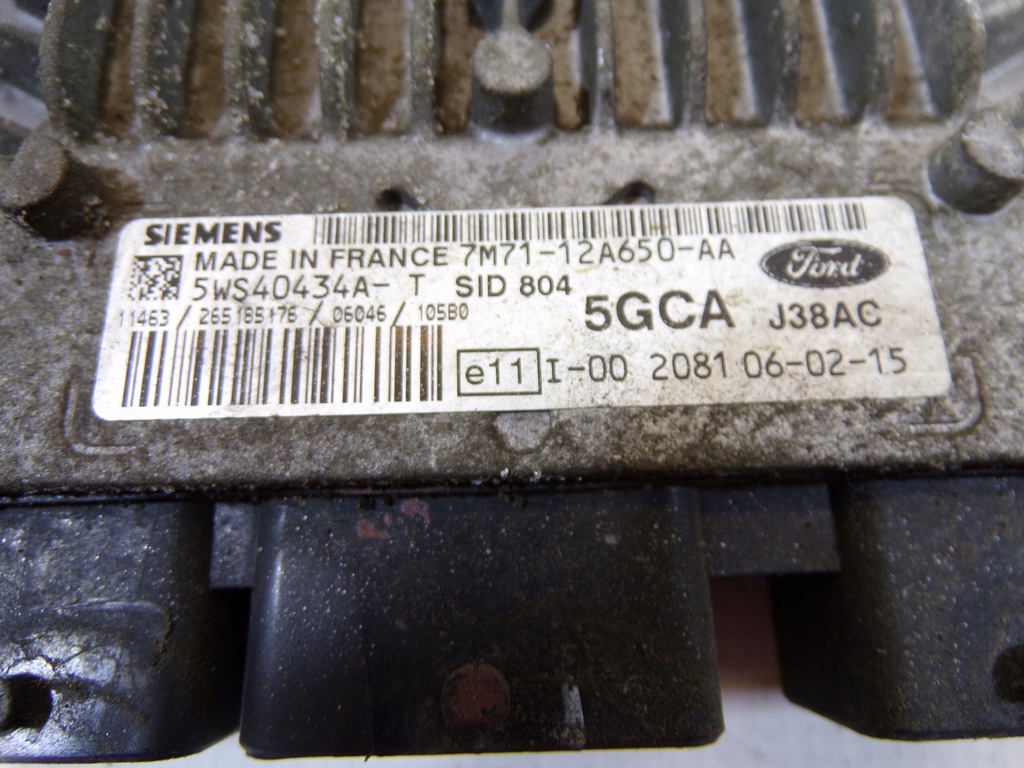 SIEMENS
MADE IN FRANCE 7M71-12A650-AA
Ford
5WS40434A- T SID 804
11463 / 265185176 / 06046 / 105B0
5GCA J38AC
e11 I-00 2081 06-02-15